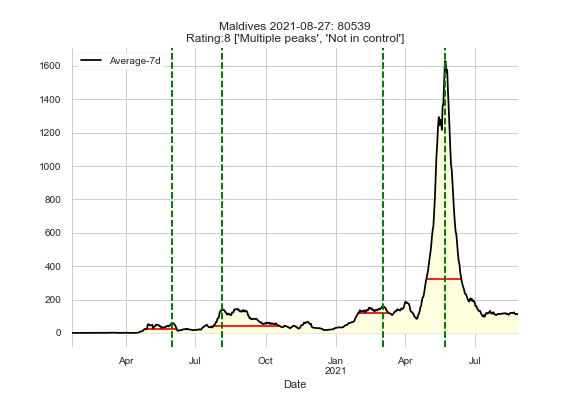 Maldives 2021-08-27: 80539
Rating:8 ['Multiple peaks', 'Not in control']
Average-7d
1600
1400
1200
1000
800
600
400
200
0
Apr
Jul
Oct
Jan
2021
Apr
Jul
Date